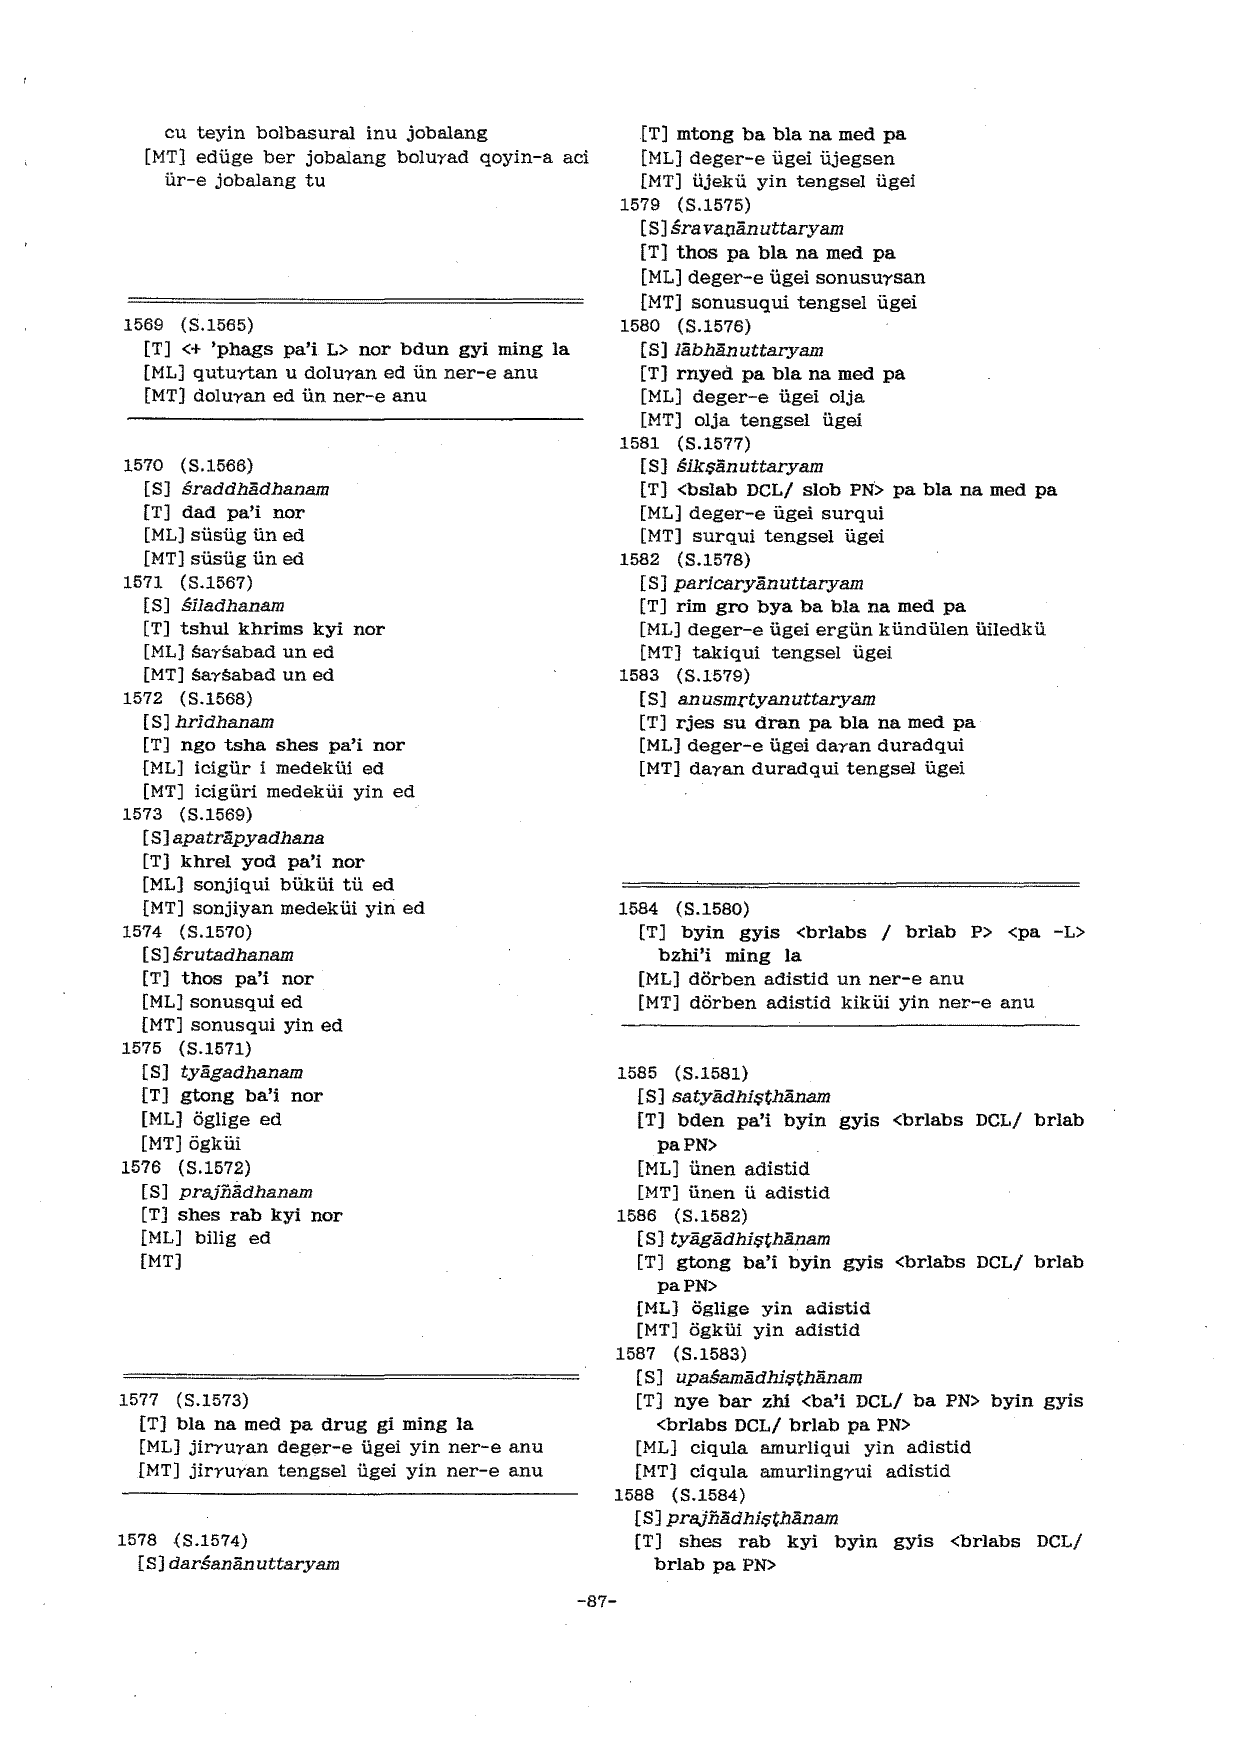 cu teyin bolbasural inu jobalang
[MT] edüge ber jobalang boluγad qoyin-a aci
ür-e jobalang tu
1569 (S.1565)
[T] <+ 'phags pa'i L> nor bdun gyi ming la
[ML] qutuγtan u doluγan ed ün ner-e anu
[MT] doluγan ed ün ner-e anu
1570 (S.1566)
[S] śraddhādhanam
[T] dad pa'i nor
[ML] süsüg ün ed
[MT] süsüg ün ed
1571 (S.1567)
[S] śīladhanam
[T] tshul khrims kyi nor
[ML] śaγśabad un ed
[MT] śaγśabad un ed
1572 (S.1568)
[S] hrīdhanam
[T] ngo tsha shes pa'i nor
[ML] icigür i medeküi ed
[MT] icigüri medeküi yin ed
1573 (S.1569)
[S] apatrāpyadhana
[T] khrel yod pa'i nor
[ML] sonjiqui büküi tü ed
[MT] sonjiyan medeküi yin ed
1574 (S.1570)
[S] śrutadhanam
[T] thos pa'i nor
[ML] sonusqui ed
[MT] sonusqui yin ed
1575 (S.1571)
[S] tyāgadhanam
[T] gtong ba'i nor
[ML] öglige ed
[MT] ögküi
1576 (S.1572)
[S] prajñādhanam
[T] shes rab kyi nor
[ML] bilig ed
[MT]
1577 (S.1573)
[T] bla na med pa drug gi ming la
[ML] jirγuγan deger-e ügei yin ner-e anu
[MT] jirγuγan tengsel ügei yin ner-e anu
1578 (S.1574)
[S] darśanānuttaryam
[T] mtong ba bla na med pa
[ML] deger-e ügei üjegsen
[MT] üjekü yin tengsel ügei
1579 (S.1575)
[S] śravaṇānuttaryam
[T] thos pa bla na med pa
[ML] deger-e ügei sonusuγsan
[MT] sonusuqui tengsel ügei
1580 (S.1576)
[S] lābhānuttaryam
[T] rnyed pa bla na med pa
[ML] deger-e ügei olja
[MT] olja tengsel ügei
1581 (S.1577)
[S] śikṣānuttaryam
[T] <bslab DCL/ slob PN> pa bla na med pa
[ML] deger-e ügei surqui
[MT] surqui tengsel ügei
1582 (S.1578)
[S] paricaryānuttaryam
[T] rim gro bya ba bla na med pa
[ML] deger-e ügei ergün kündülen üiledkü
[MT] takiqui tengsel ügei
1583 (S.1579)
[S] anusmṛtyanuttaryam
[T] rjes su dran pa bla na med pa
[ML] deger-e ügei daγan duradqui
[MT] daγan duradqui tengsel ügei
1584 (S.1580)
[T] byin gyis <brlabs / brlab P> <pa -L>
bzhi'i ming la
[ML] dörben adistid un ner-e anu
[MT] dörben adistid kiküi yin ner-e anu
1585 (S.1581)
[S] satyādhiṣṭhānam
[T] bden pa'i byin gyis <brlabs DCL/ brlab
pa PN>
[ML] ünen adistid
[MT] ünen ü adistid
1586 (S.1582)
[S] tyāgādhiṣṭhānam
[T] gtong ba'i byin gyis <brlabs DCL/ brlab
pa PN>
[ML] öglige yin adistid
[MT] ögküi yin adistid
1587 (S.1583)
[S] upaśamādhiṣṭhānam
[T] nye bar zhi <ba'i DCL/ ba PN> byin gyis
<brlabs DCL/ brlab pa PN>
[ML] ciqula amurliqui yin adistid
[MT] ciqula amurlingγui adistid
1588 (S.1584)
[S] prajñādhiṣṭhānam
[T] shes rab kyi byin gyis <brlabs DCL/
brlab pa PN>
-87-